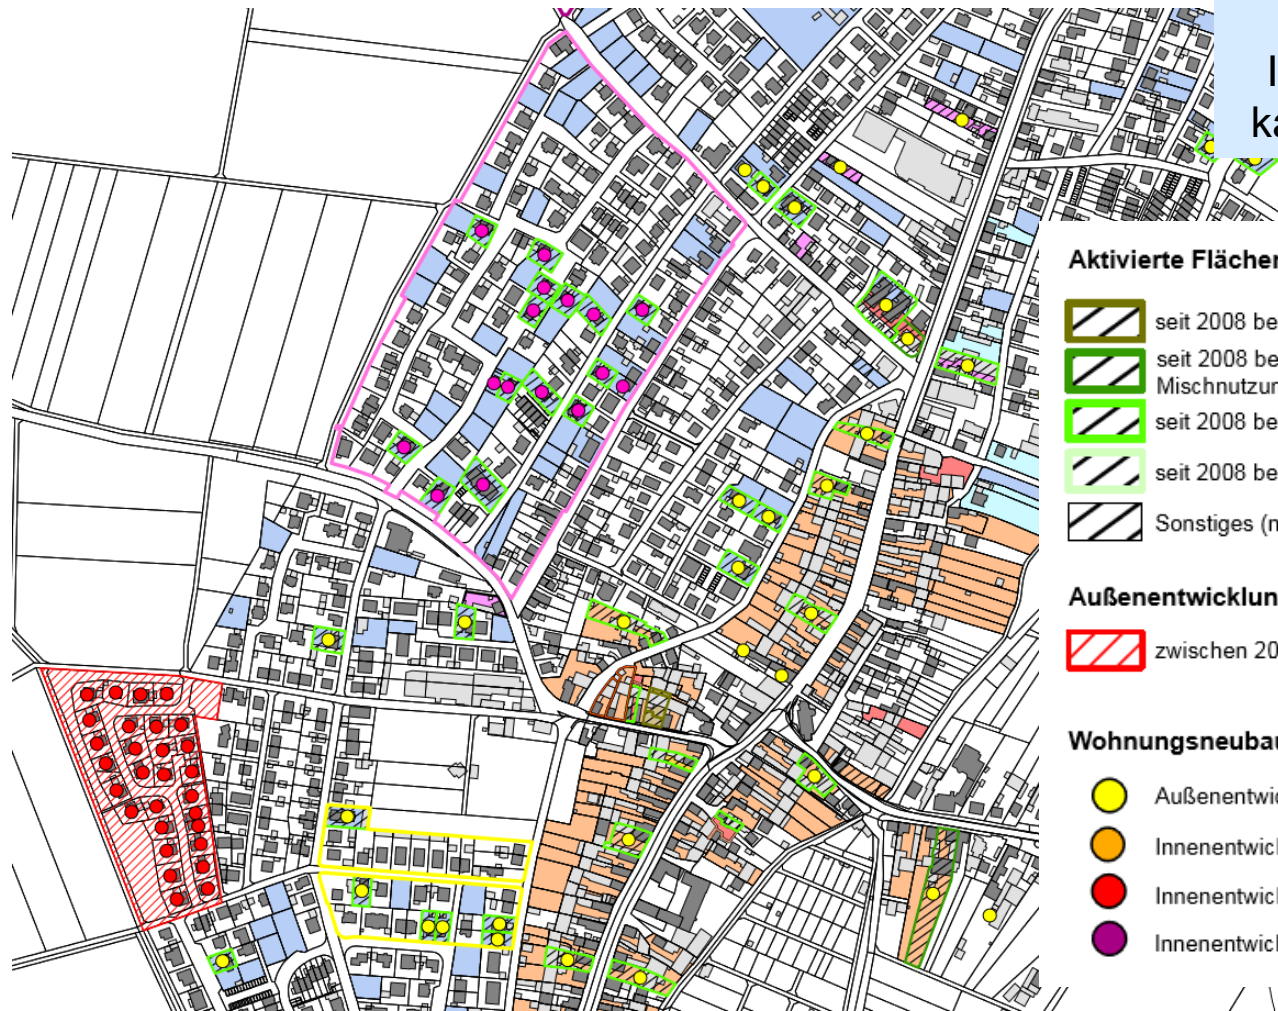 ka
Aktivierte Flächen
seit 2008 be
seit 2008 be
Mischnutzun
seit 2008 be
seit 2008 be
Sonstiges (n
Außenentwicklun
zwischen 20
Wohnungsneubau
Außenentwic
Innenentwick
Innenentwick
Innenentwick